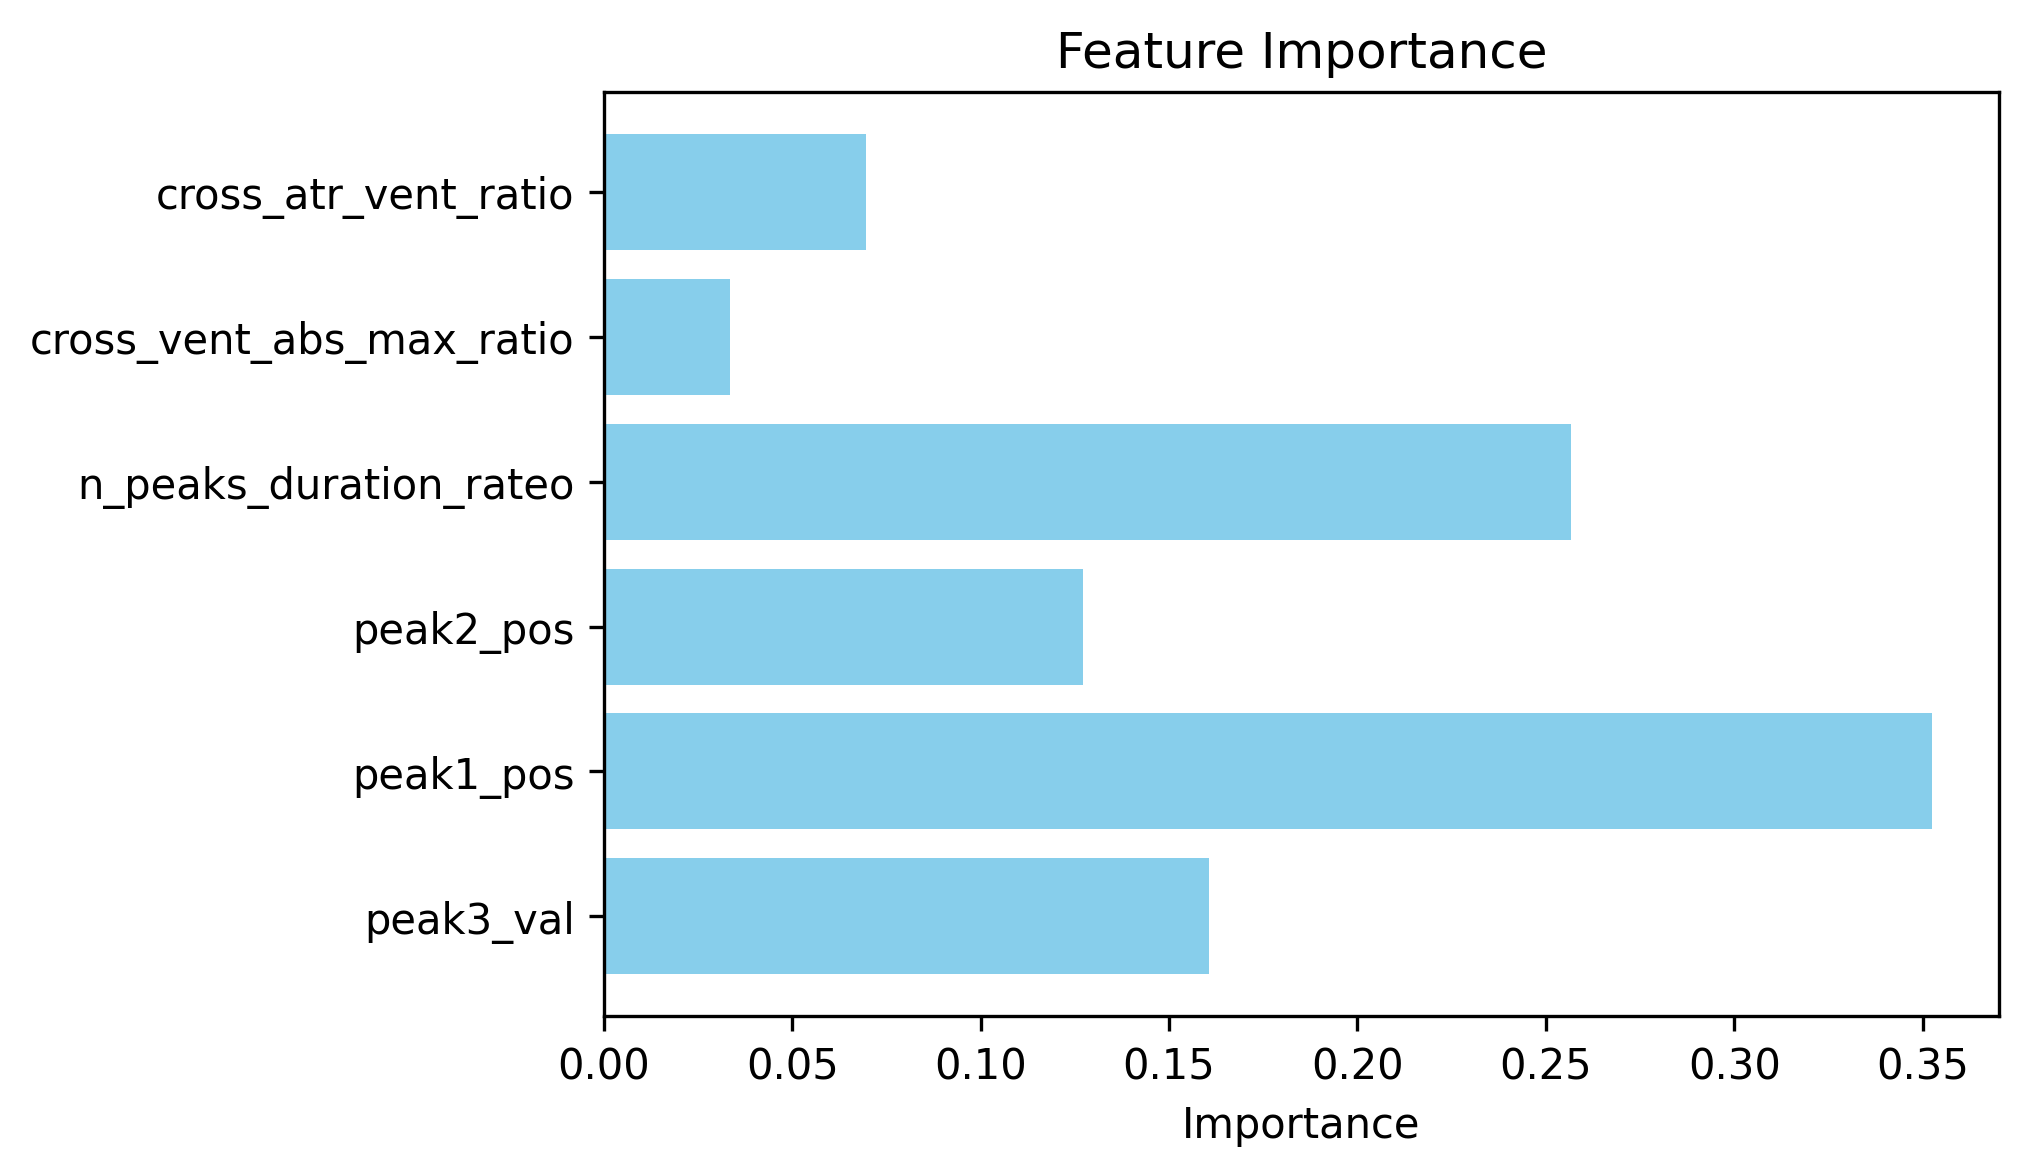 Feature Importance
cross_atr_vent_ratio
cross_vent_abs_max_ratio
n_peaks_duration_rateo
peak2_pos
peak1_pos
peak3_val
0.00 0.05 0.10 0.15 0.20 0.25 0.30 0.35
Importance